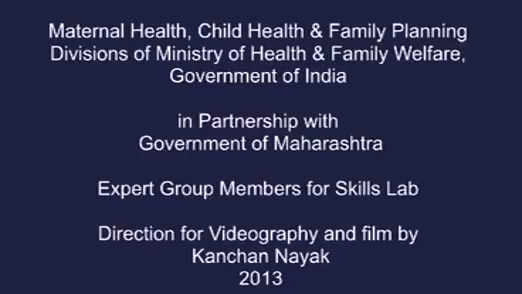 Maternal Health, Child Health & Family Planning
Divisions of Ministry of Health & Family Welfare,
Government of India
in Partnership with
Government of Maharashtra
Expert Group Members for Skills Lab
Direction for Videography and film by
Kanchan Nayak
2013